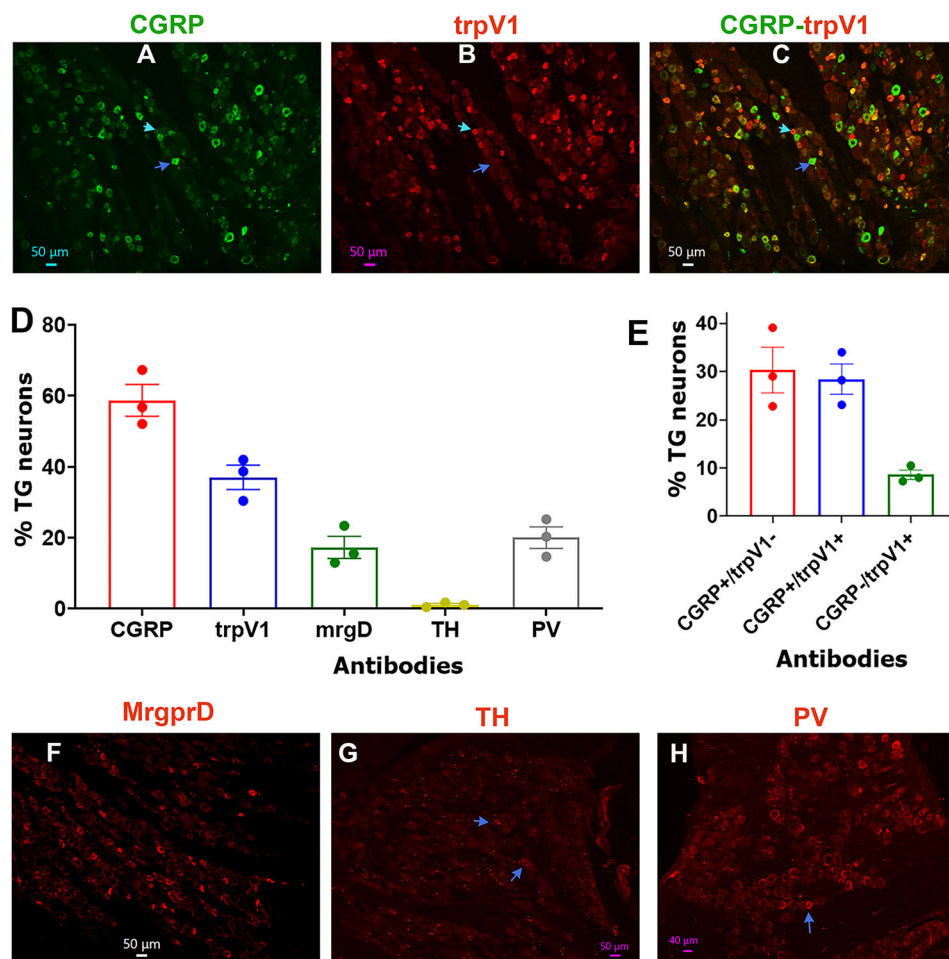 CGRP
trpV1
CGRP-trpV1
A
B
C
50 µm
50 µm
50 µm
D
% TG neurons
80
60
40
20
0
CGRP
trpV1
mrgD
TH
PV
Antibodies
E
% TG neurons
40
30
20
10
0
CGRP+/trpV1-
CGRP+/trpV1+
CGRP-/trpV1+
Antibodies
MrgprD
TH
PV
F
G
H
50 µm
50 µm
40 µm